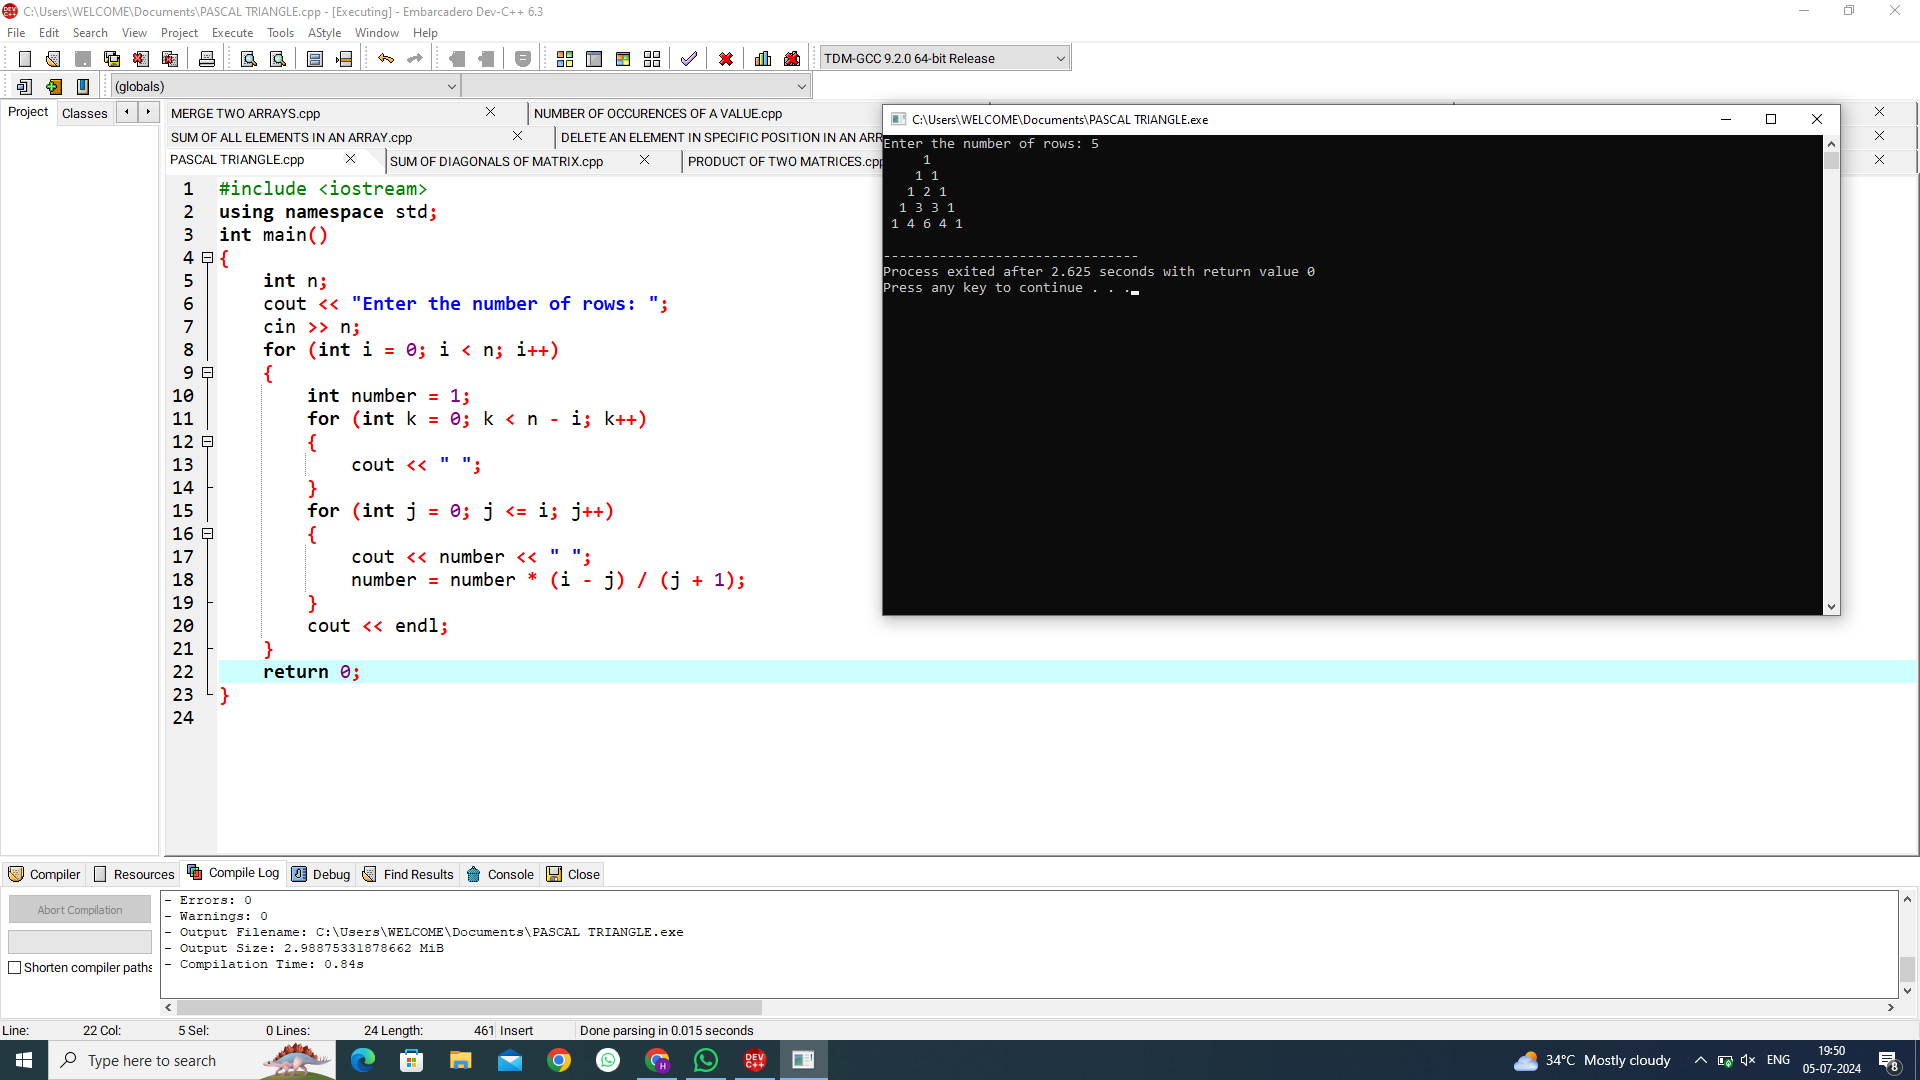 C:\Users\WELCOME\Documents\PASCAL TRIANGLE.cpp - [Executing] - Embarcadero Dev-C++ 6.3
File Edit Search View Project Execute Tools AStyle Window Help
TDM-GCC 9.2.0 64-bit Release
(globals)
Project Classes
MERGE TWO ARRAYS.cpp NUMBER OF OCCURENCES OF A VALUE.cpp
SUM OF ALL ELEMENTS IN AN ARRAY.cpp DELETE AN ELEMENT IN SPECIFIC POSITION IN AN ARR
PASCAL TRIANGLE.cpp SUM OF DIAGONALS OF MATRIX.cpp PRODUCT OF TWO MATRICES.cpp
1 #include <iostream>
2 using namespace std;
3 int main()
4 {
5 int n;
6 cout << "Enter the number of rows: ";
7 cin >> n;
8 for (int i = 0; i < n; i++)
9 {
10 int number = 1;
11 for (int k = 0; k < n - i; k++)
12 {
13 cout << " ";
14 }
15 for (int j = 0; j <= i; j++)
16 {
17 cout << number << " ";
18 number = number * (i - j) / (j + 1);
19 }
20 cout << endl;
21 }
22 return 0;
23 }
24
C:\Users\WELCOME\Documents\PASCAL TRIANGLE.exe
Enter the number of rows: 5
1
1 1
1 2 1
1 3 3 1
1 4 6 4 1
--------------------------------
Process exited after 2.625 seconds with return value 0
Press any key to continue . . .
Compiler Resources Compile Log Debug Find Results Console Close
Abort Compilation
Shorten compiler paths
- Errors: 0
- Warnings: 0
- Output Filename: C:\Users\WELCOME\Documents\PASCAL TRIANGLE.exe
- Output Size: 2.98875331878662 MiB
- Compilation Time: 0.84s
Line: 22 Col: 5 Sel: 0 Lines: 24 Length: 461 Insert Done parsing in 0.015 seconds
Type here to search
DEV C++
H
34°C Mostly cloudy
ENG
19:50
05-07-2024
8